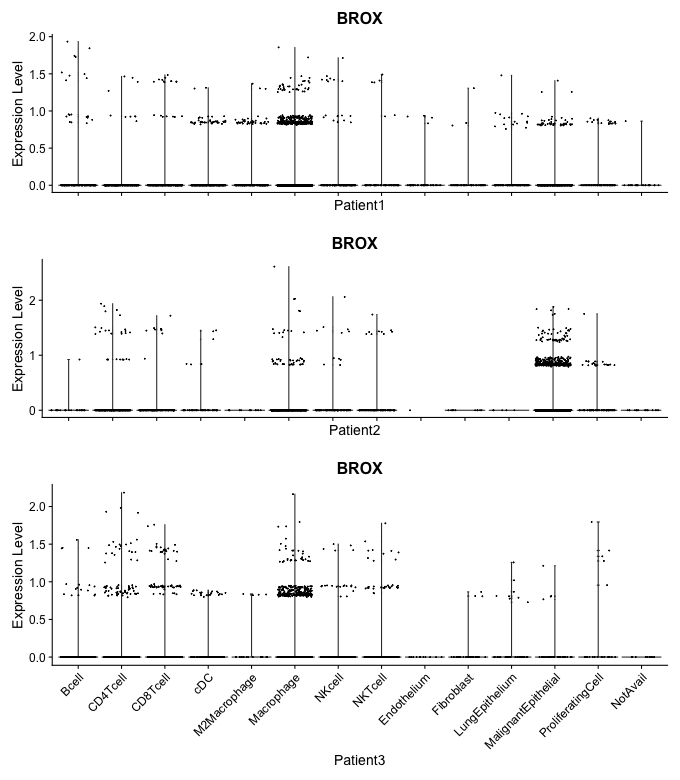 BROX
Expression Level
2.0
1.5
1.0
0.5
0.0
Patient1
BROX
Expression Level
2
1
0
Patient2
BROX
Expression Level
2.0
1.5
1.0
0.5
0.0
Bcell
CD4Tcell
CD8Tcell
cDC
M2Macrophage
Macrophage
NKcell
NKTcell
Endothelium
Fibroblast
LungEpithelium
MalignantEpithelial
ProliferatingCell
NotAvail
Patient3